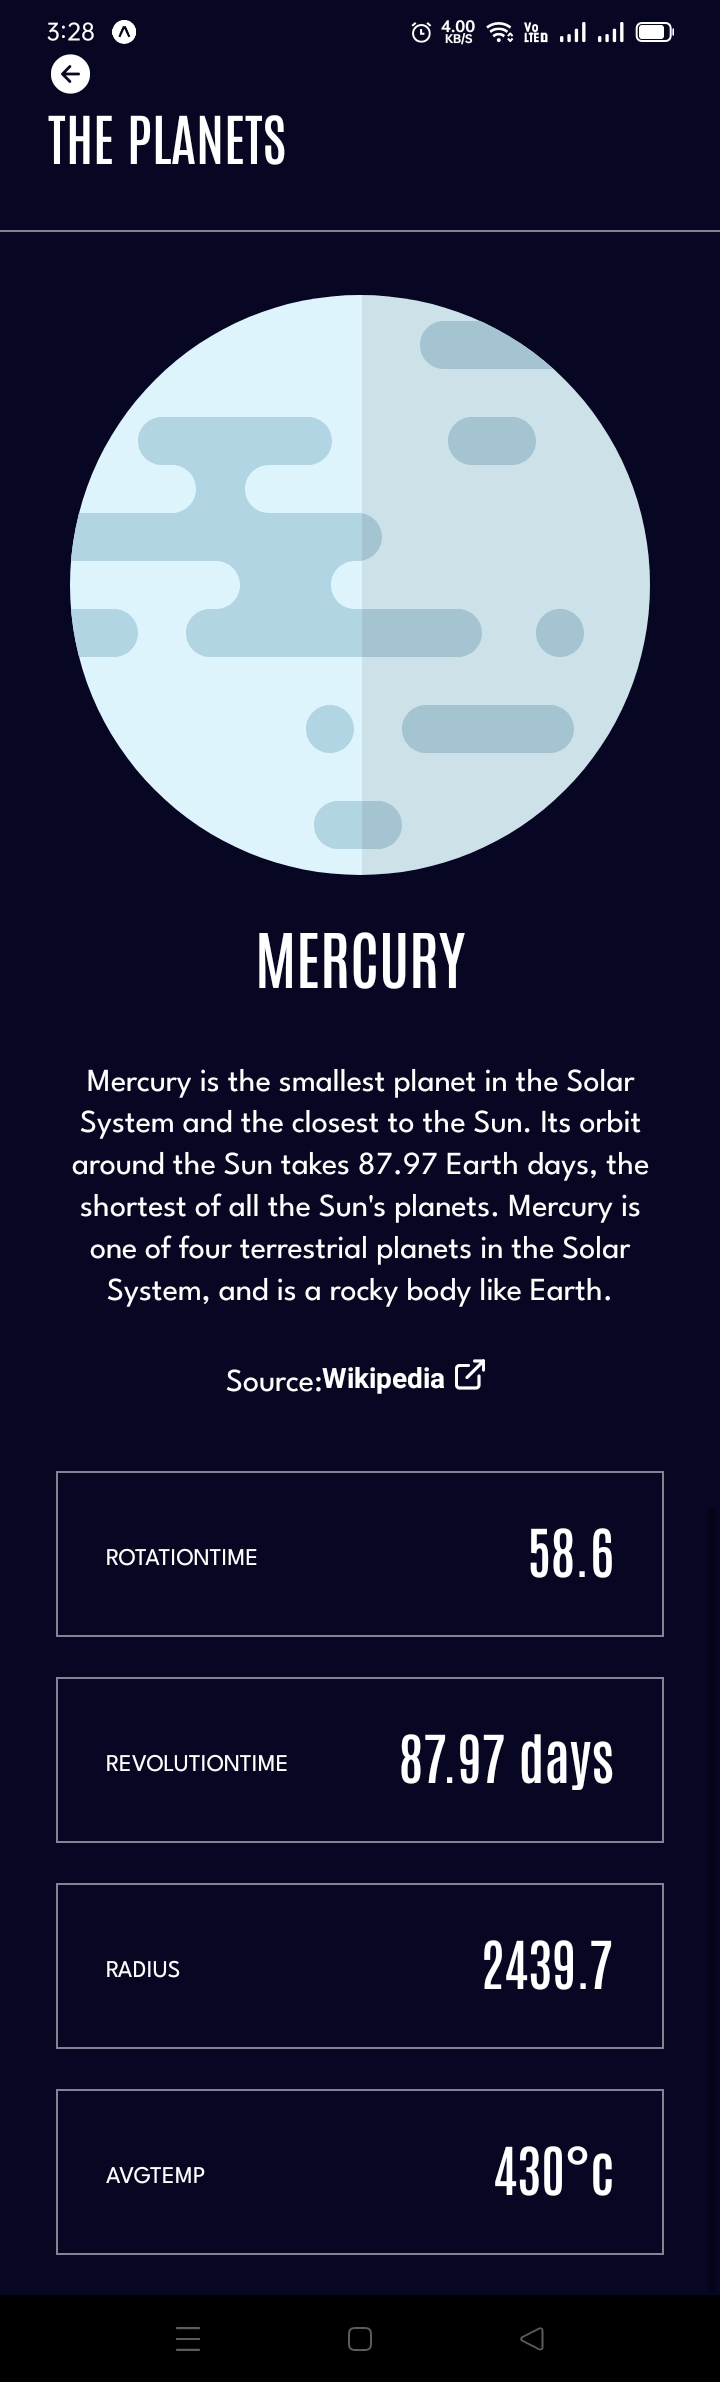 3:28
4.00
KB/S
Vo
LTED
THE PLANETS
MERCURY
Mercury is the smallest planet in the Solar
System and the closest to the Sun. Its orbit
around the Sun takes 87.97 Earth days, the
shortest of all the Sun's planets. Mercury is
one of four terrestrial planets in the Solar
System, and is a rocky body like Earth.
Source:Wikipedia
ROTATIONTIME 58.6
REVOLUTIONTIME 87.97 days
RADIUS 2439.7
AVGTEMP 430°c